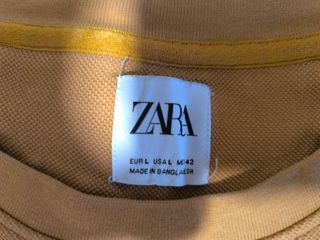 ZARA
EUR L USA L MEX 42
MADE IN BANGLADESH